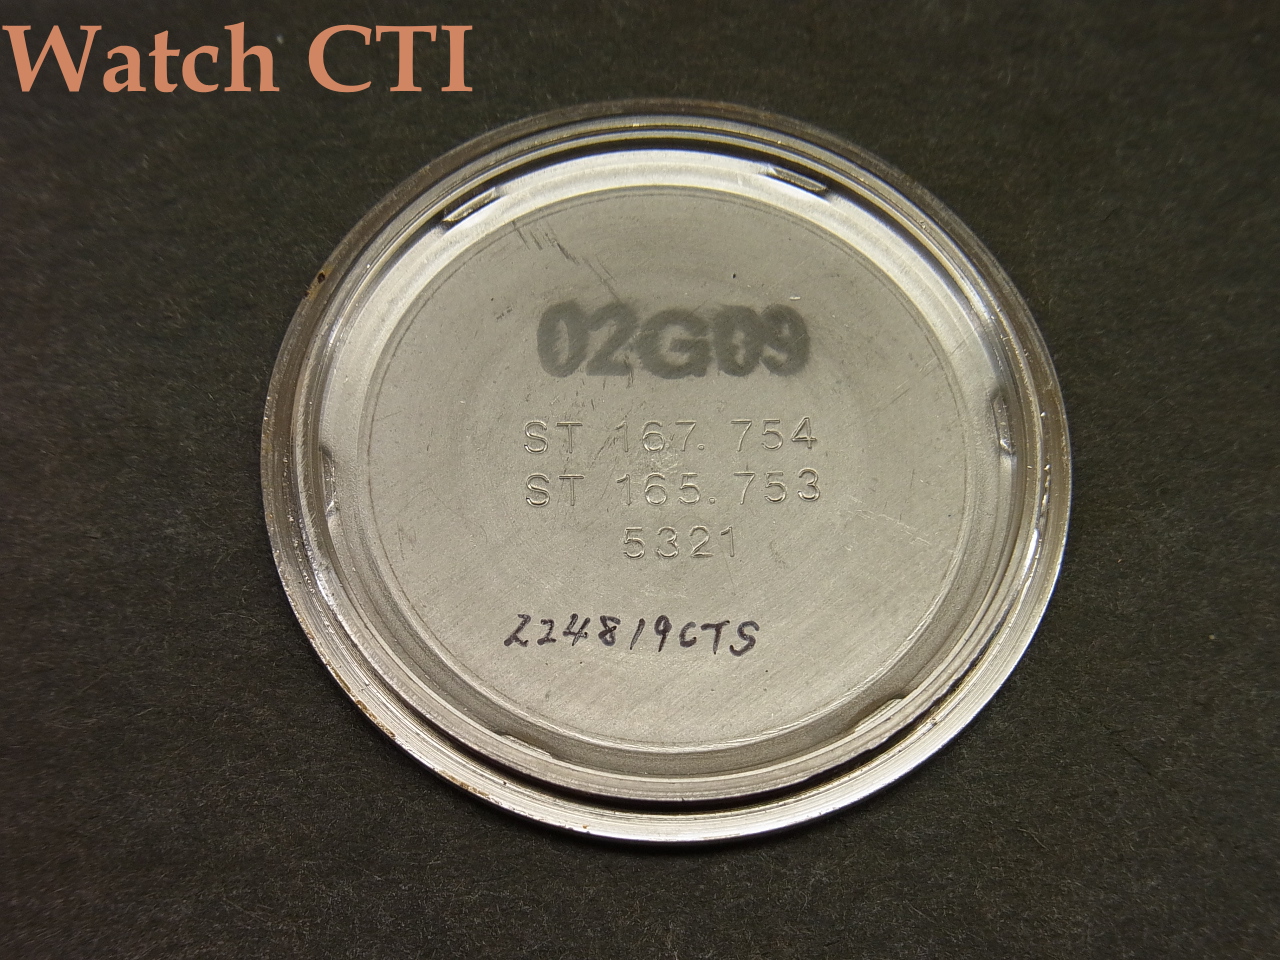 Watch CTI
02G09
ST 167.754
ST 165.753
5321
224819CTS